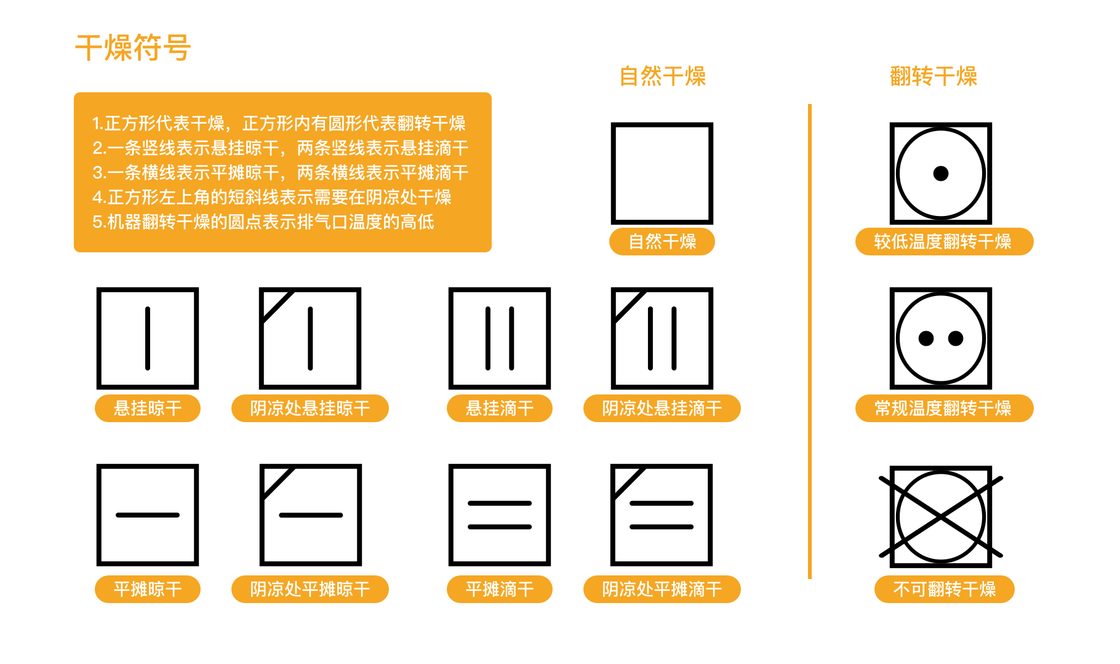 干燥符号
1.正方形代表干燥，正方形内有圆形代表翻转干燥
2.一条竖线表示悬挂晾干，两条竖线表示悬挂滴干
3.一条横线表示平摊晾干，两条横线表示平摊滴干
4.正方形左上角的短斜线表示需要在阴凉处干燥
5.机器翻转干燥的圆点表示排气口温度的高低
自然干燥
自然干燥
悬挂晾干
阴凉处悬挂晾干
悬挂滴干
阴凉处悬挂滴干
平摊晾干
阴凉处平摊晾干
平摊滴干
阴凉处平摊滴干
翻转干燥
较低温度翻转干燥
常规温度翻转干燥
不可翻转干燥